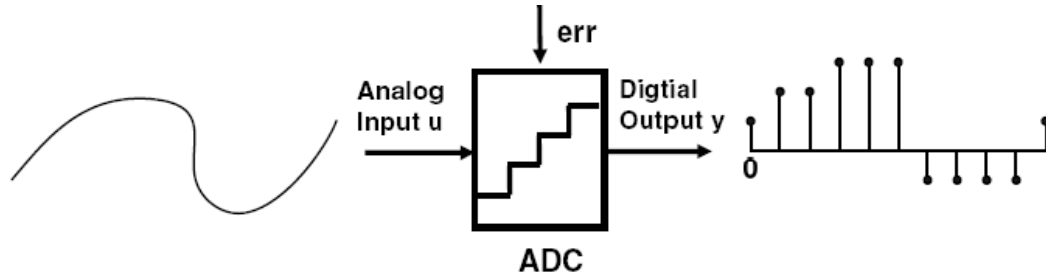 err
Analog
Input u
Digtial
Output y
0
ADC